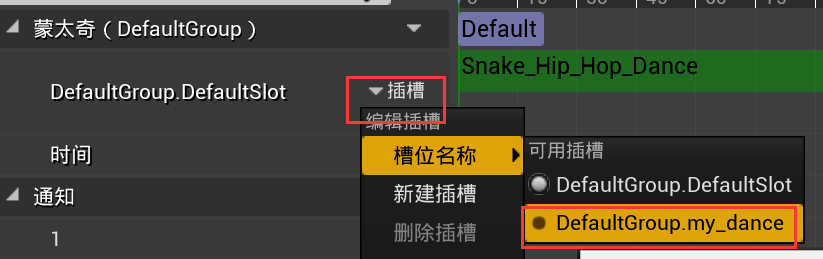 蒙太奇（DefaultGroup）
Default
Snake_Hip_Hop_Dance
DefaultGroup.DefaultSlot
插槽
编辑插槽
槽位名称
可用插槽
DefaultGroup.DefaultSlot
DefaultGroup.my_dance
时间
新建插槽
通知
删除插槽
1